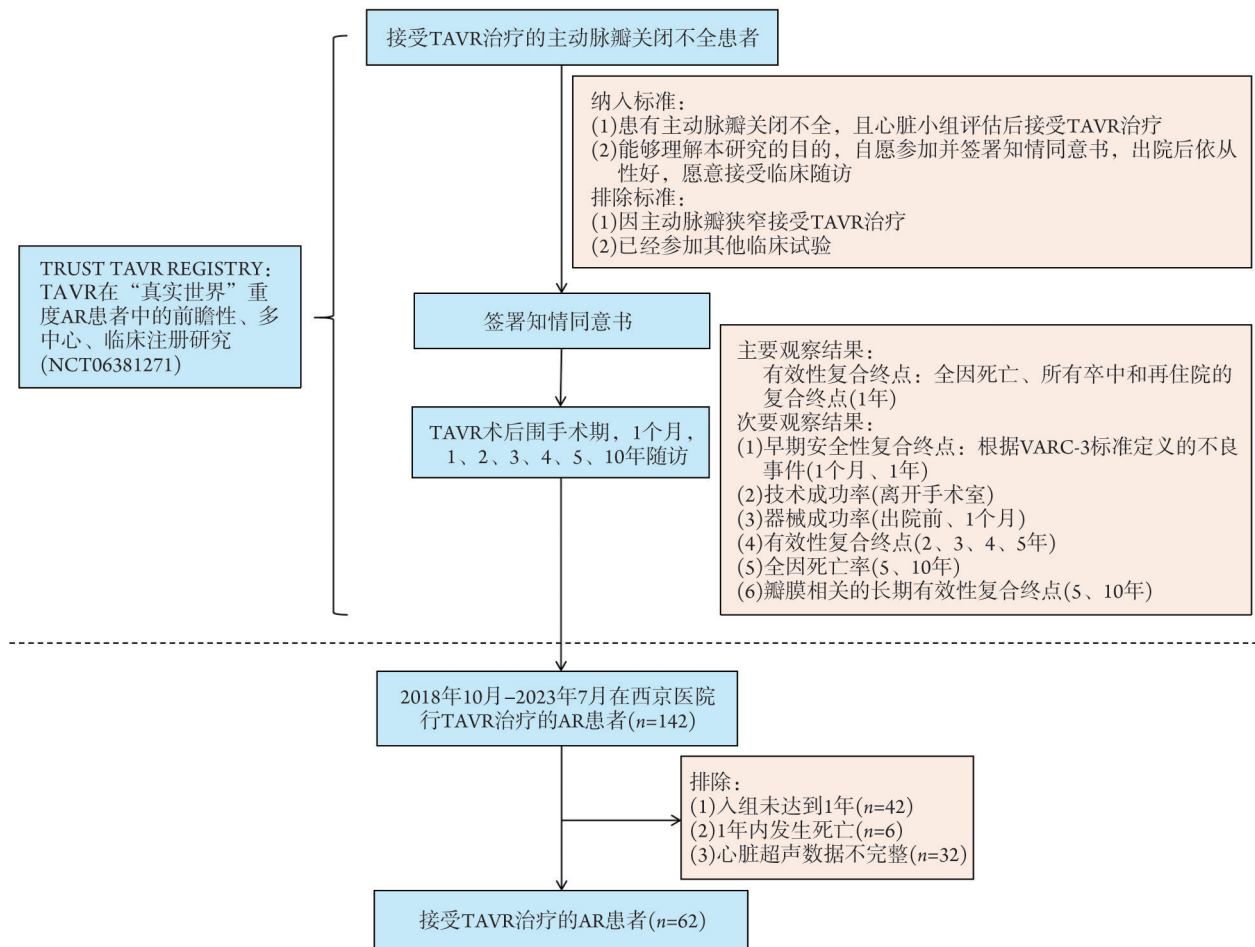 接受TAVR治疗的主动脉瓣关闭不全患者
纳入标准：
(1)患有主动脉瓣关闭不全，且心脏小组评估后接受TAVR治疗
(2)能够理解本研究的目的，自愿参加并签署知情同意书，出院后依从
性好，愿意接受临床随访
排除标准：
(1)因主动脉瓣狭窄接受TAVR治疗
(2)已经参加其他临床试验
TRUST TAVR REGISTRY：
TAVR在“真实世界”重
度AR患者中的前瞻性、多
中心、临床注册研究
(NCT06381271)
签署知情同意书
主要观察结果：
有效性复合终点：全因死亡、所有卒中和再住院的
复合终点(1年)
次要观察结果：
(1)早期安全性复合终点：根据VARC-3标准定义的不良
事件(1个月、1年)
(2)技术成功率(离开手术室)
(3)器械成功率(出院前、1个月)
(4)有效性复合终点(2、3、4、5年)
(5)全因死亡率(5、10年)
(6)瓣膜相关的长期有效性复合终点(5、10年)
TAVR术后围手术期，1个月，
1、2、3、4、5、10年随访
2018年10月–2023年7月在西京医院
行TAVR治疗的AR患者(n=142)
排除：
(1)入组未达到1年(n=42)
(2)1年内发生死亡(n=6)
(3)心脏超声数据不完整(n=32)
接受TAVR治疗的AR患者(n=62)